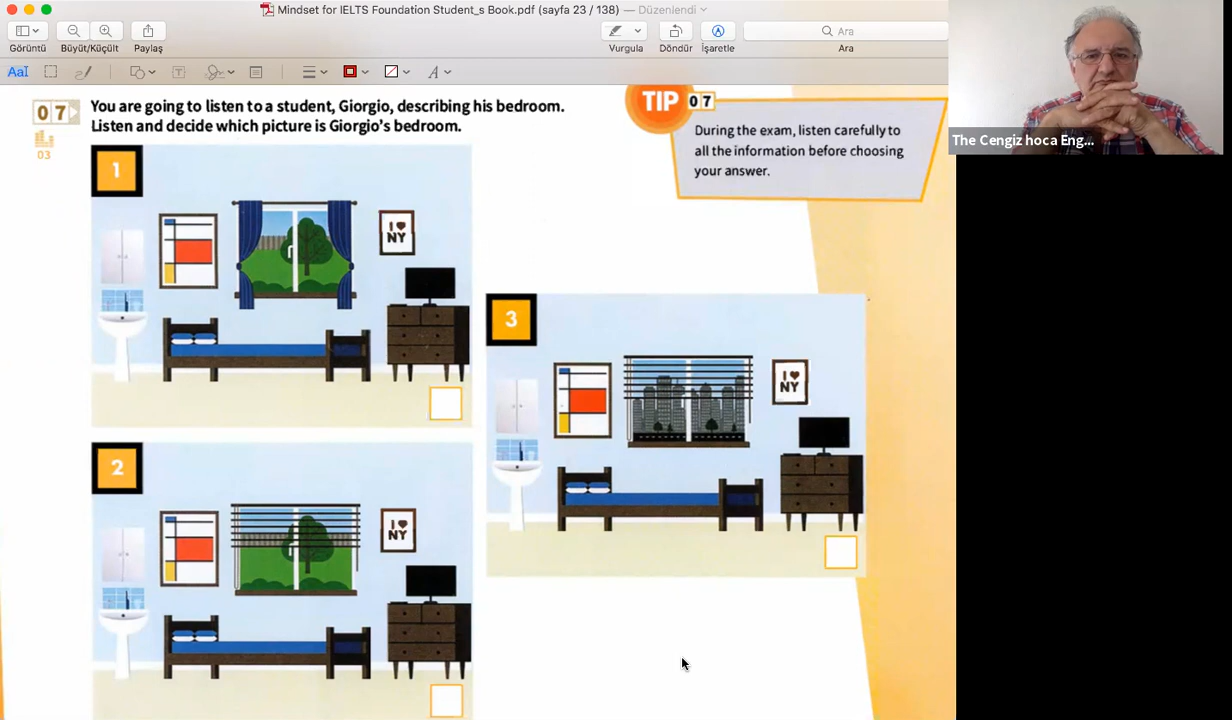 Mindset for IELTS Foundation Student_s Book.pdf (sayfa 23 / 138) — Düzenlendi
Görüntü
Büyüt/Küçült
Paylaş
Vurgula
Döndür
İşaretle
Ara
Ara
AaI
T
A
07
03
You are going to listen to a student, Giorgio, describing his bedroom.
Listen and decide which picture is Giorgio's bedroom.
TIP 07
During the exam, listen carefully to
all the information before choosing
your answer.
The Cengiz hoca Eng...
1
I ♥
NY
2
I ♥
NY
3
I ♥
NY